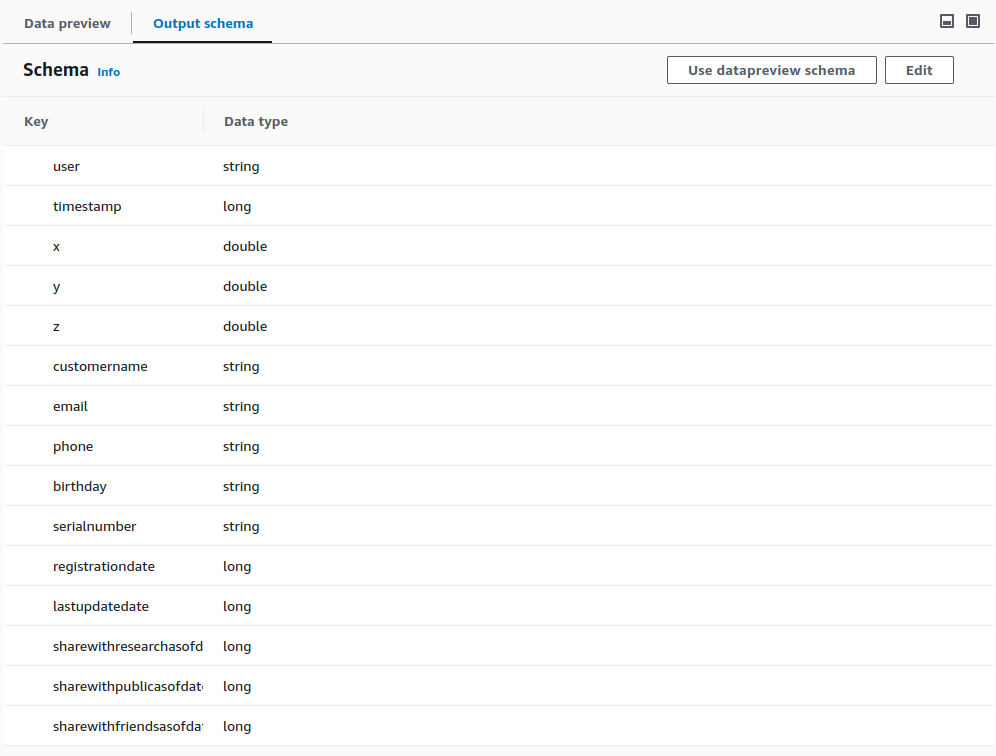 Data preview Output schema
Schema Info Use datapreview schema Edit
Key Data type
user string
timestamp long
x double
y double
z double
customername string
email string
phone string
birthday string
serialnumber string
registrationdate long
lastupdatedate long
sharewithresearchasofd long
sharewithpublicasofdat long
sharewithfriendsasofda long